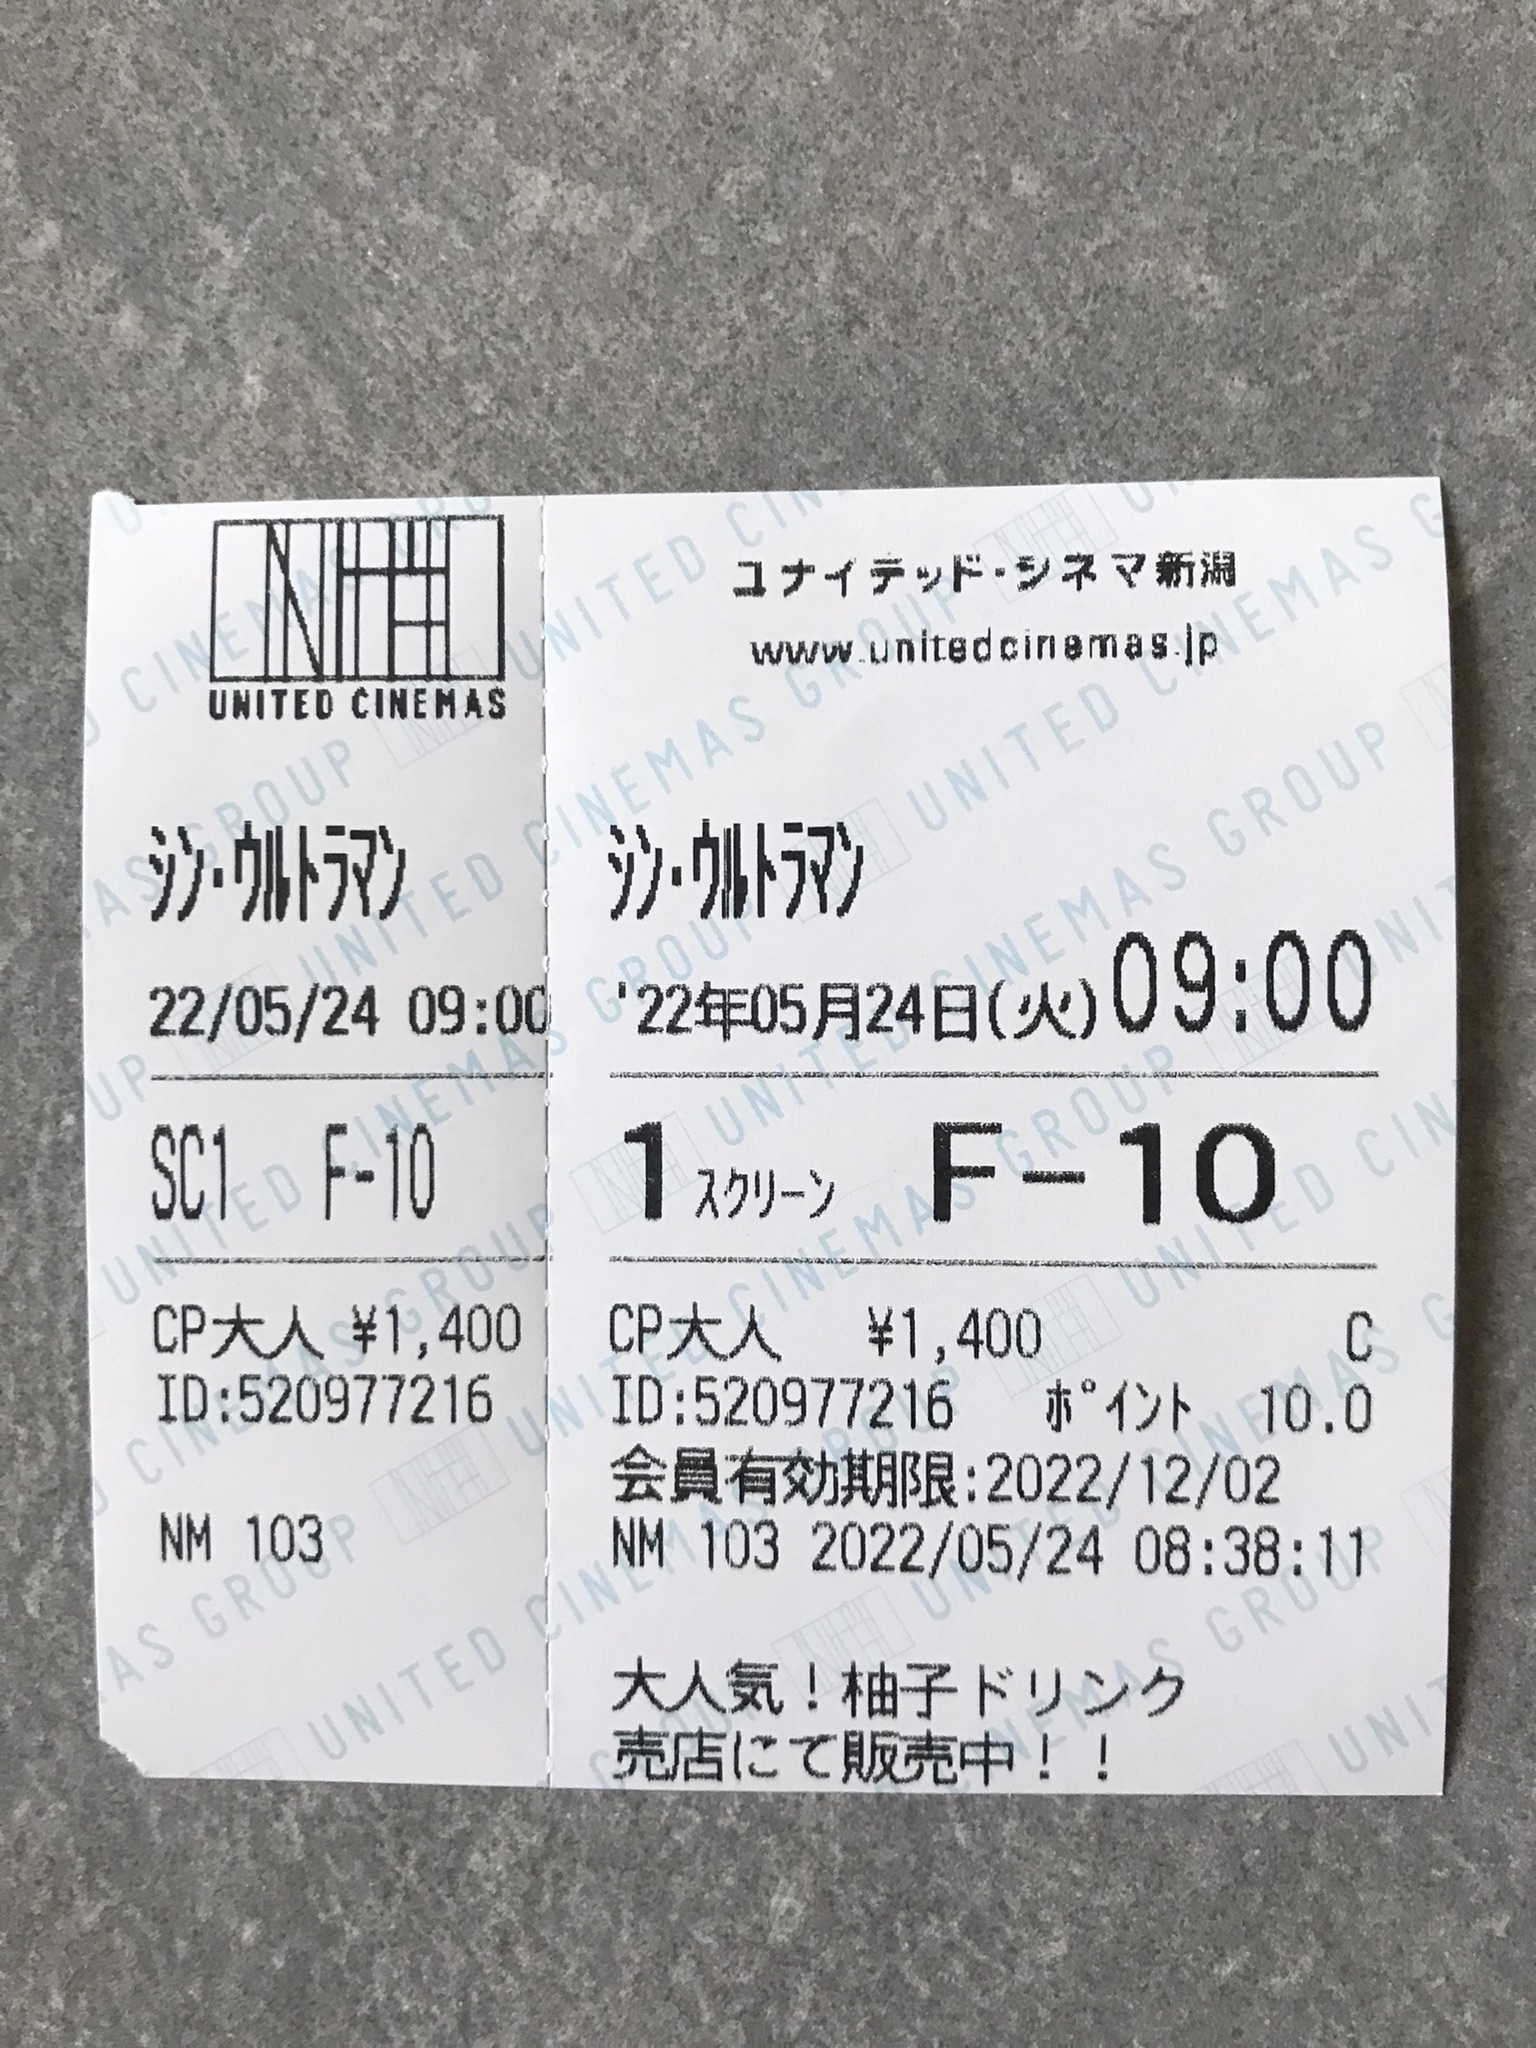 UNITED CINEMAS
シン・ウルトラマン
22/05/24 09:00
SC1 F-10
CP大人 ¥1,400
ID:520977216
NM 103
ユナイテッド・シネマ新潟
www.unitedcinemas.jp
シン・ウルトラマン
'22年05月24日(火) 09:00
1 スクリーン F-10
CP大人 ¥1,400 C
ID:520977216 ポイント 10.0
会員有効期限:2022/12/02
NM 103 2022/05/24 08:38:11
大人気！柚子ドリンク
売店にて販売中！！
UNITED CINEMAS GROUP